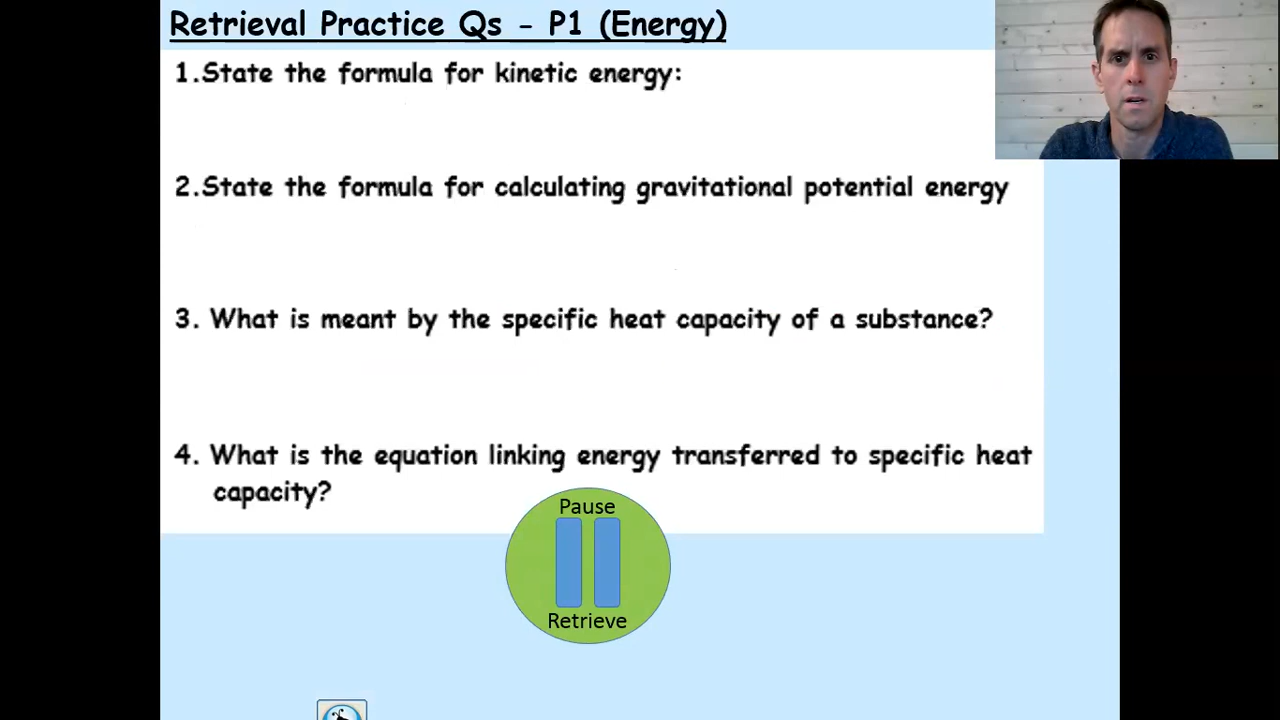 Retrieval Practice Qs - P1 (Energy)
1.State the formula for kinetic energy:
2.State the formula for calculating gravitational potential energy
3. What is meant by the specific heat capacity of a substance?
4. What is the equation linking energy transferred to specific heat
capacity?
Pause
Retrieve